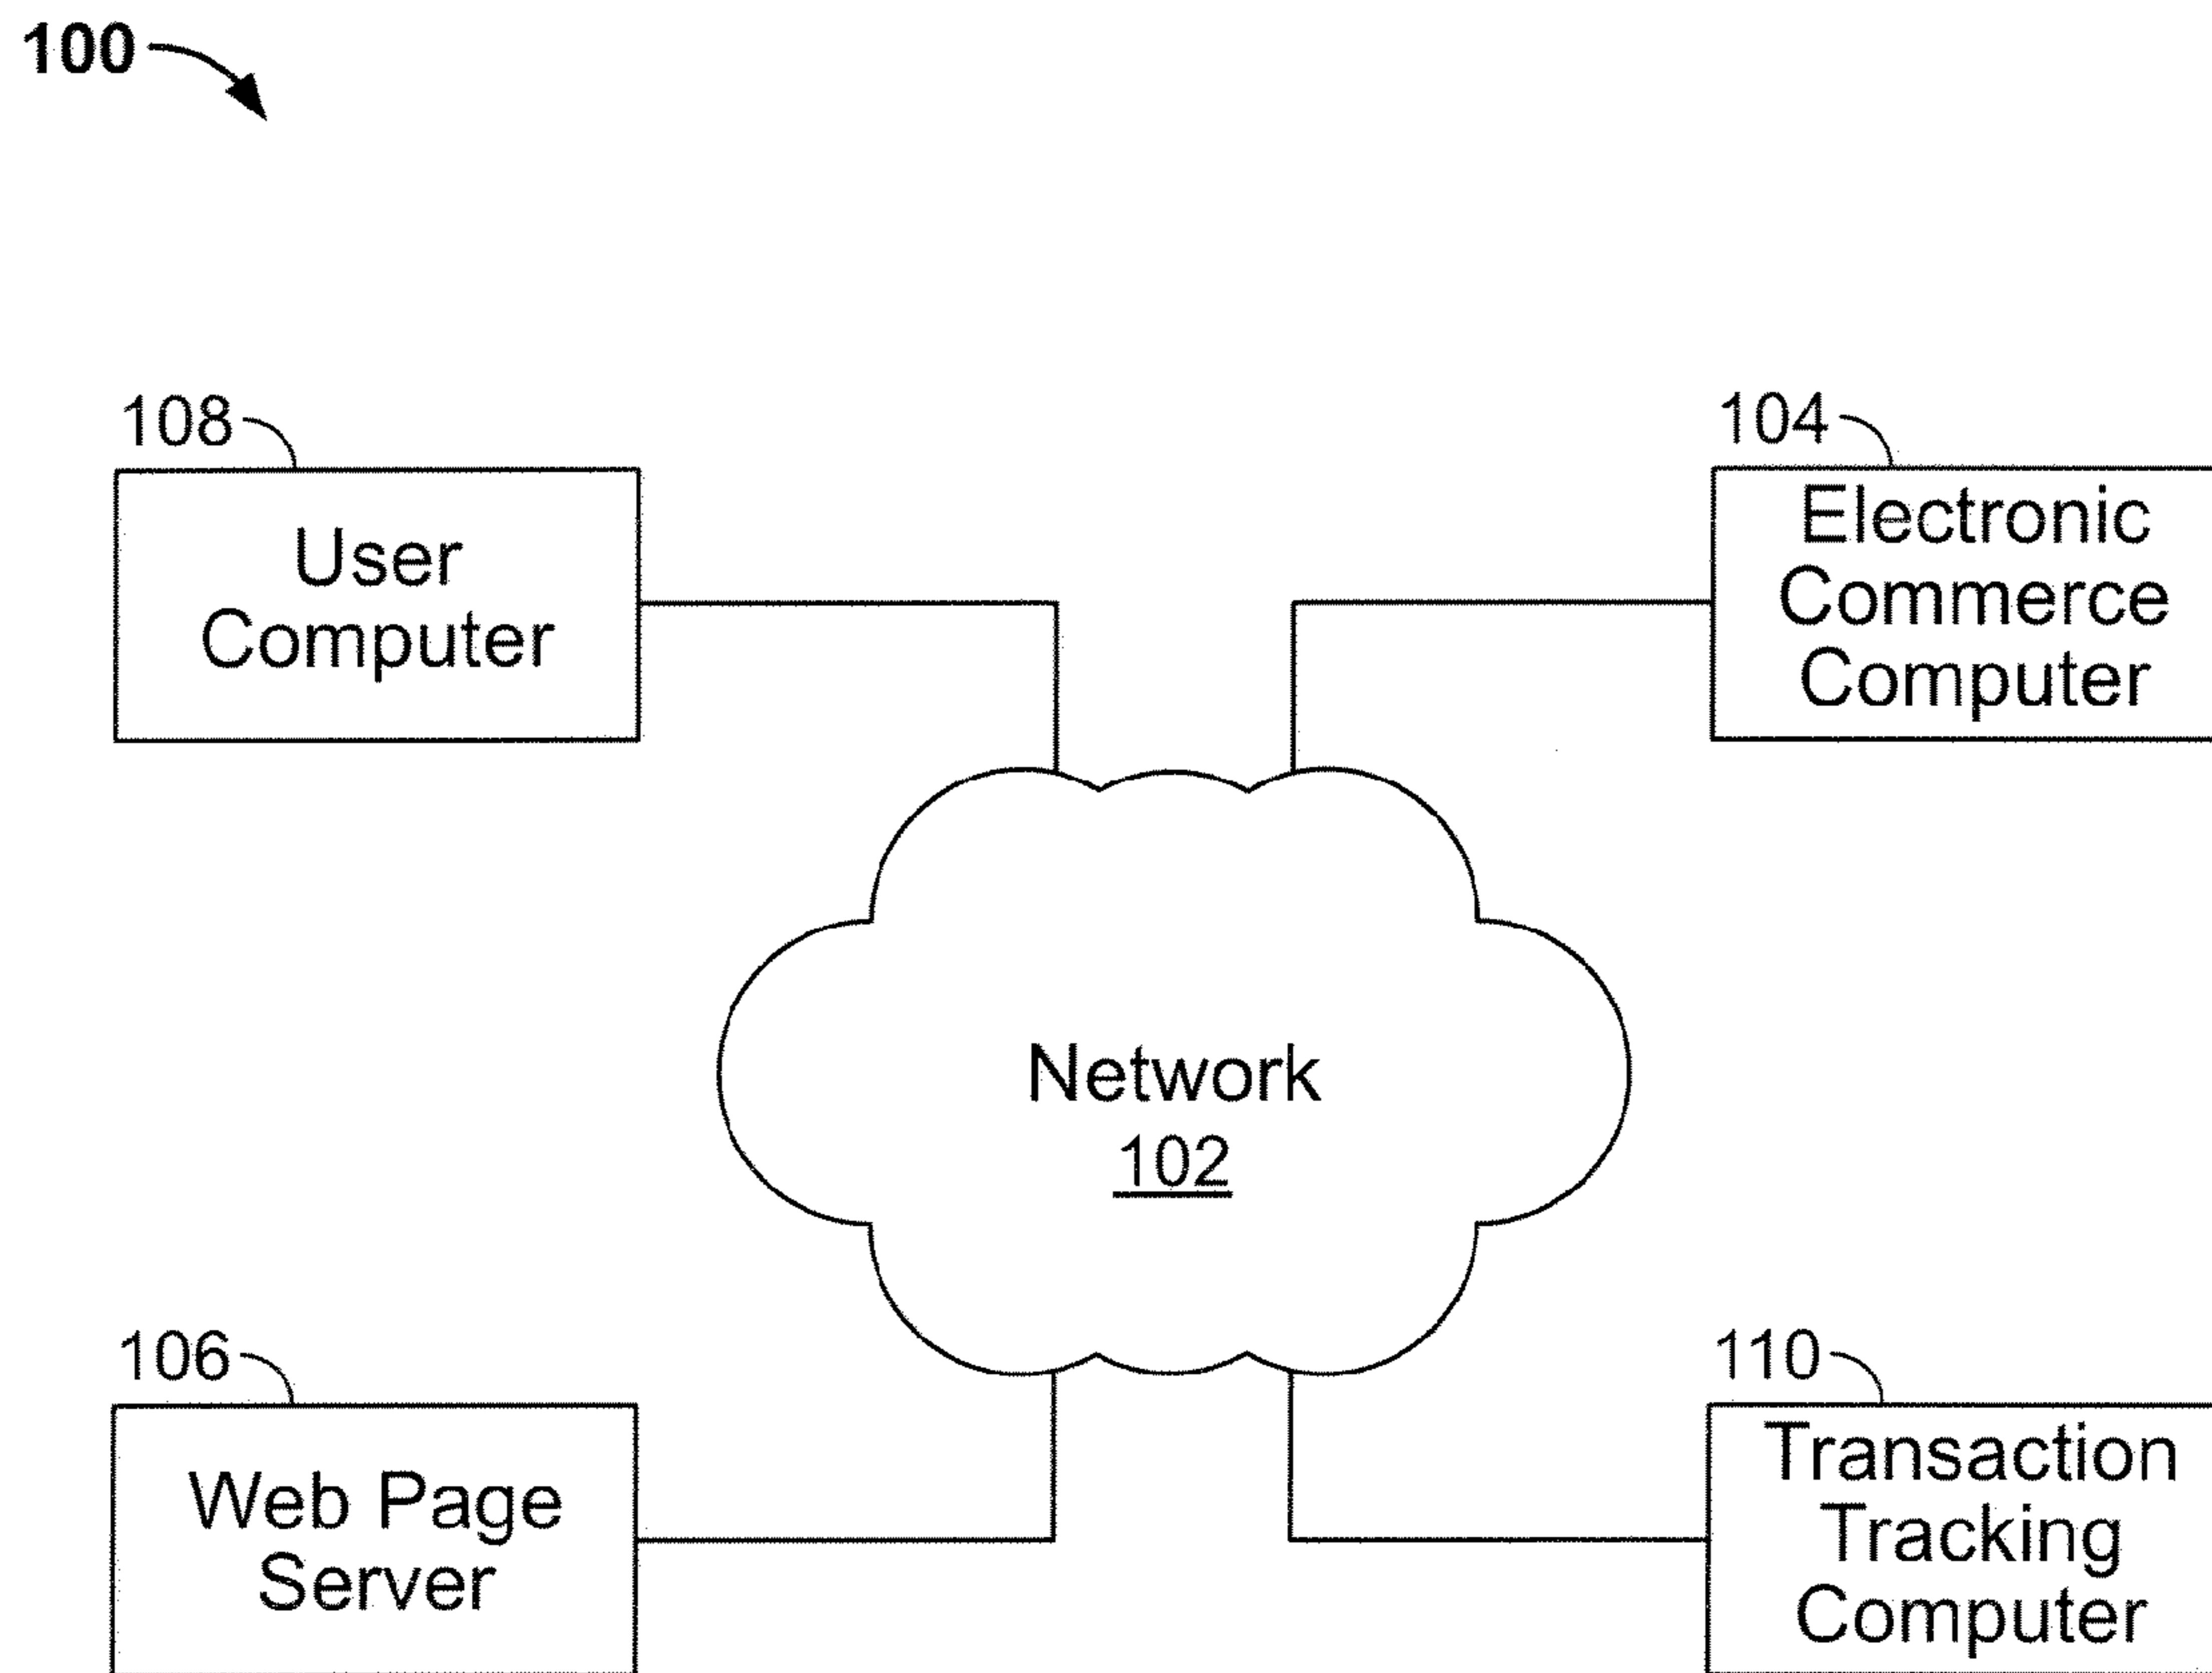 100
108
User
Computer
104
Electronic
Commerce
Computer
Network
102
106
Web Page
Server
110
Transaction
Tracking
Computer